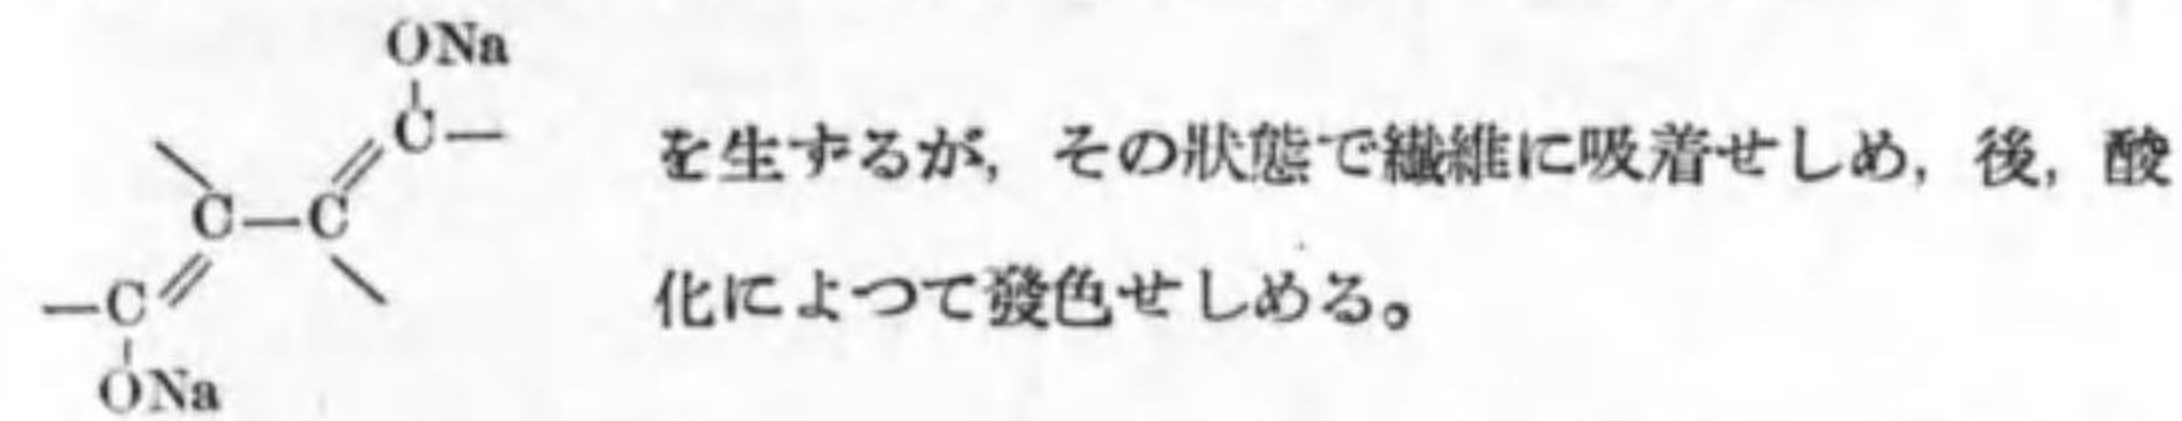 ONa
C—
を生ずるが, その狀態で纎維に吸着せしめ, 後, 酸
C—C
—C
化によつて發色せしめる。
ONa